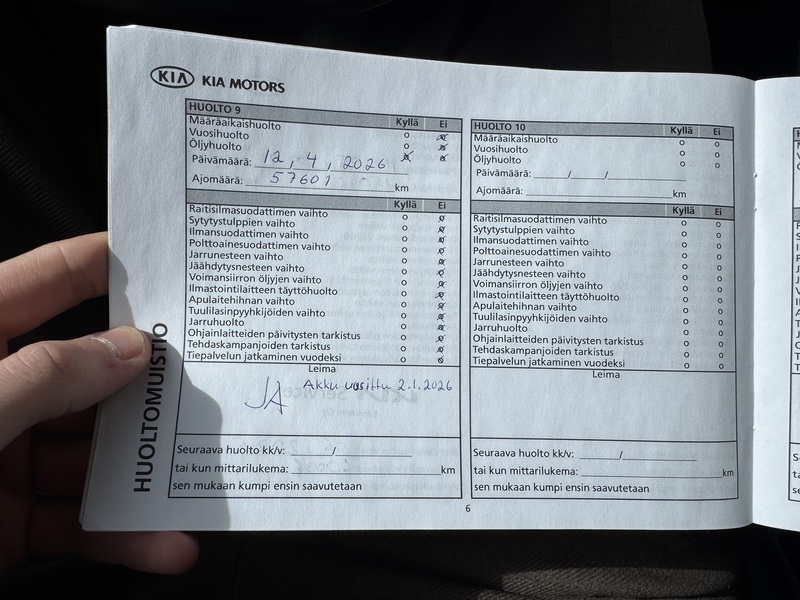 KIA KIA MOTORS
HUOLTO 9 Kyllä Ei
Määräaikaishuolto o
Vuosihuolto o
Öljyhuolto
Päivämäärä: 12, 4, 2026
Ajomäärä: 57601 km
Kyllä Ei
Raitisilmasuodattimen vaihto o
Sytytystulppien vaihto o
Ilmansuodattimen vaihto o
Polttoainesuodattimen vaihto o
Jarrunesteen vaihto o
Jäähdytysnesteen vaihto o
Voimansiirron öljyjen vaihto o
Ilmastointilaitteen täyttöhuolto o
Apulaitehihnan vaihto o
Tuulilasinpyyhkijöiden vaihto o
Jarruhuolto o
Ohjainlaitteiden päivitysten tarkistus o
Tehdaskampanjoiden tarkistus o
Tiepalvelun jatkaminen vuodeksi o
Leima
JA Akku uusittu 2.1.2026
Seuraava huolto kk/v: /
tai kun mittarilukema: km
sen mukaan kumpi ensin saavutetaan
HUOLTO 10 Kyllä Ei
Määräaikaishuolto o o
Vuosihuolto o o
Öljyhuolto o o
Päivämäärä: / /
Ajomäärä: km
Kyllä Ei
Raitisilmasuodattimen vaihto o o
Sytytystulppien vaihto o o
Ilmansuodattimen vaihto o o
Polttoainesuodattimen vaihto o o
Jarrunesteen vaihto o o
Jäähdytysnesteen vaihto o o
Voimansiirron öljyjen vaihto o o
Ilmastointilaitteen täyttöhuolto o o
Apulaitehihnan vaihto o o
Tuulilasinpyyhkijöiden vaihto o o
Jarruhuolto o o
Ohjainlaitteiden päivitysten tarkistus o o
Tehdaskampanjoiden tarkistus o o
Tiepalvelun jatkaminen vuodeksi o o
Leima
Seuraava huolto kk/v: /
tai kun mittarilukema: km
sen mukaan kumpi ensin saavutetaan
HUOLTOMUISTIO
6